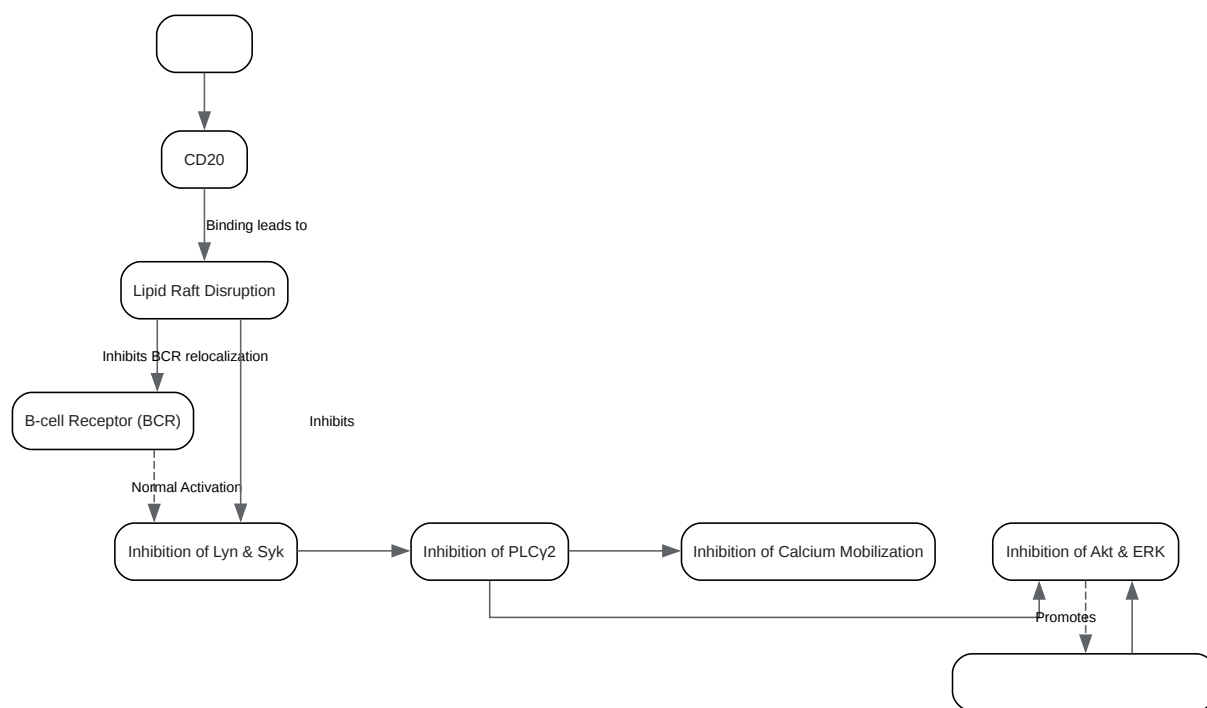 CD20
Binding leads to
Lipid Raft Disruption
Inhibits BCR relocalization
B-cell Receptor (BCR)
Inhibits
Normal Activation
Inhibition of Lyn & Syk
Inhibition of PLCγ2
Inhibition of Calcium Mobilization
Inhibition of Akt & ERK
Promotes